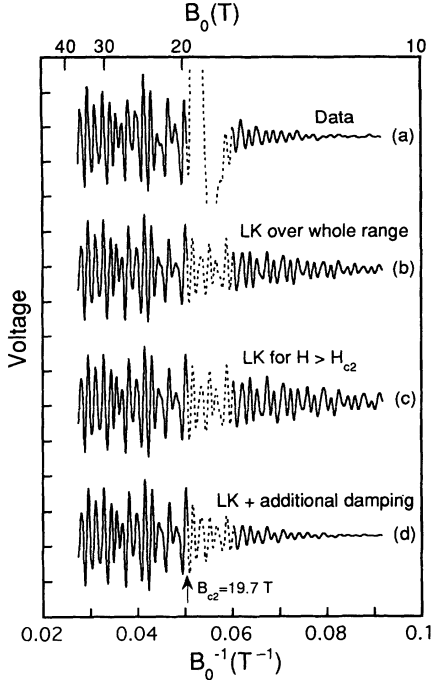 B0(T)
40 30 20 10
Data
(a)
LK over whole range
(b)
LK for H > Hc2
(c)
LK + additional damping
(d)
Bc2=19.7 T
Voltage
0.02 0.04 0.06 0.08 0.1
B0-1(T-1)